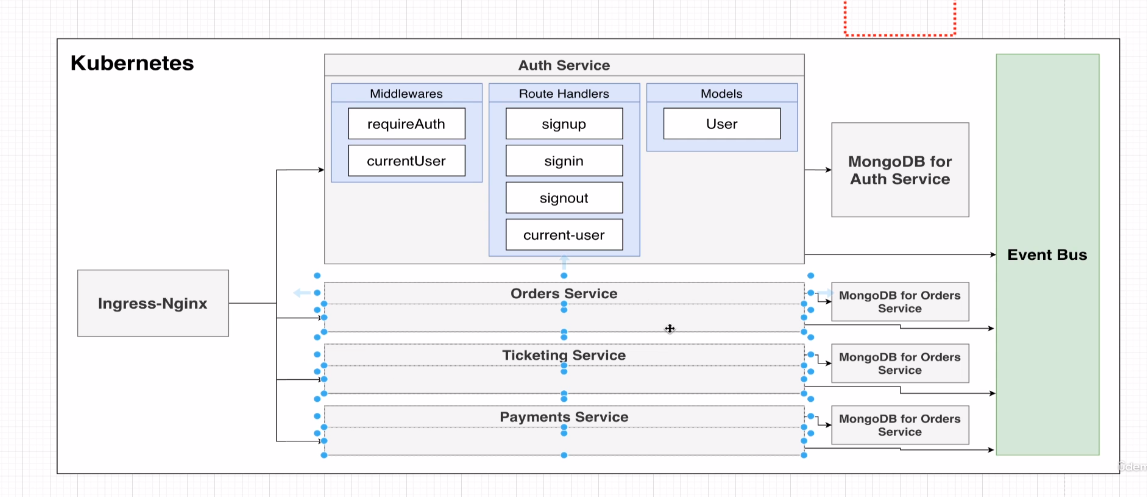 Kubernetes
Auth Service
Middlewares
requireAuth
currentUser
Route Handlers
signup
signin
signout
current-user
Models
User
MongoDB for
Auth Service
Event Bus
Ingress-Nginx
Orders Service
MongoDB for Orders
Service
Ticketing Service
MongoDB for Orders
Service
Payments Service
MongoDB for Orders
Service